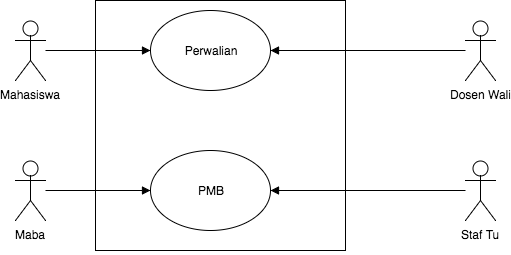 Perwalian
Mahasiswa
Dosen Wali
PMB
Maba
Staf Tu